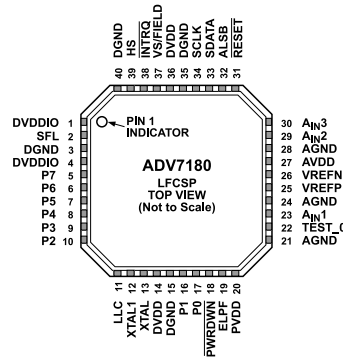 DGND
HS
INTRQ
VS/FIELD
DVDD
DGND
SCLK
SDATA
ALSB
RESET
40
39
38
37
36
35
34
33
32
31
DVDDIO 1
SFL 2
DGND 3
DVDDIO 4
P7 5
P6 6
P5 7
P4 8
P3 9
P2 10
PIN 1
INDICATOR
ADV7180
LFCSP
TOP VIEW
(Not to Scale)
30 AIN3
29 AIN2
28 AGND
27 AVDD
26 VREFN
25 VREFP
24 AGND
23 AIN1
22 TEST_0
21 AGND
11
12
13
14
15
16
17
18
19
20
LLC
XTAL1
XTAL
DVDD
DGND
P1
P0
PWRDWN
ELPF
PVDD